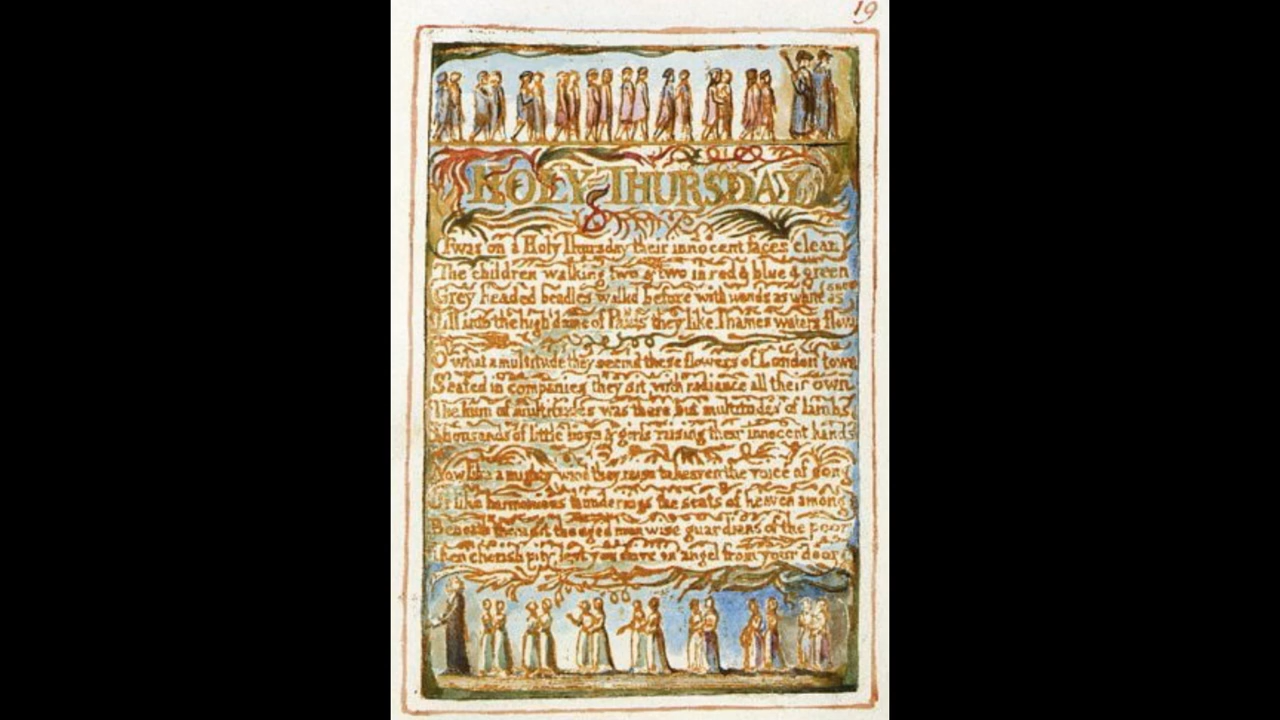 19
HOLY THURSDAY
Twas on a Holy Thursday their innocent faces clean
The children walking two & two in red & blue & green
Grey headed beadles walkd before with wands as white as snow
Till into the high dome of Pauls they like Thames waters flow
O what a multitude they seemd these flowers of London town
Seated in companies they sit with radiance all their own
The hum of multitudes was there but multitudes of lambs
Thousands of little boys & girls raising their innocent hands
Now like a mighty wind they raise to heaven the voice of song
Or like harmonious thunderings the seats of heaven among
Beneath them sit the aged men wise guardians of the poor
Then cherish pity, lest you drive an angel from your door